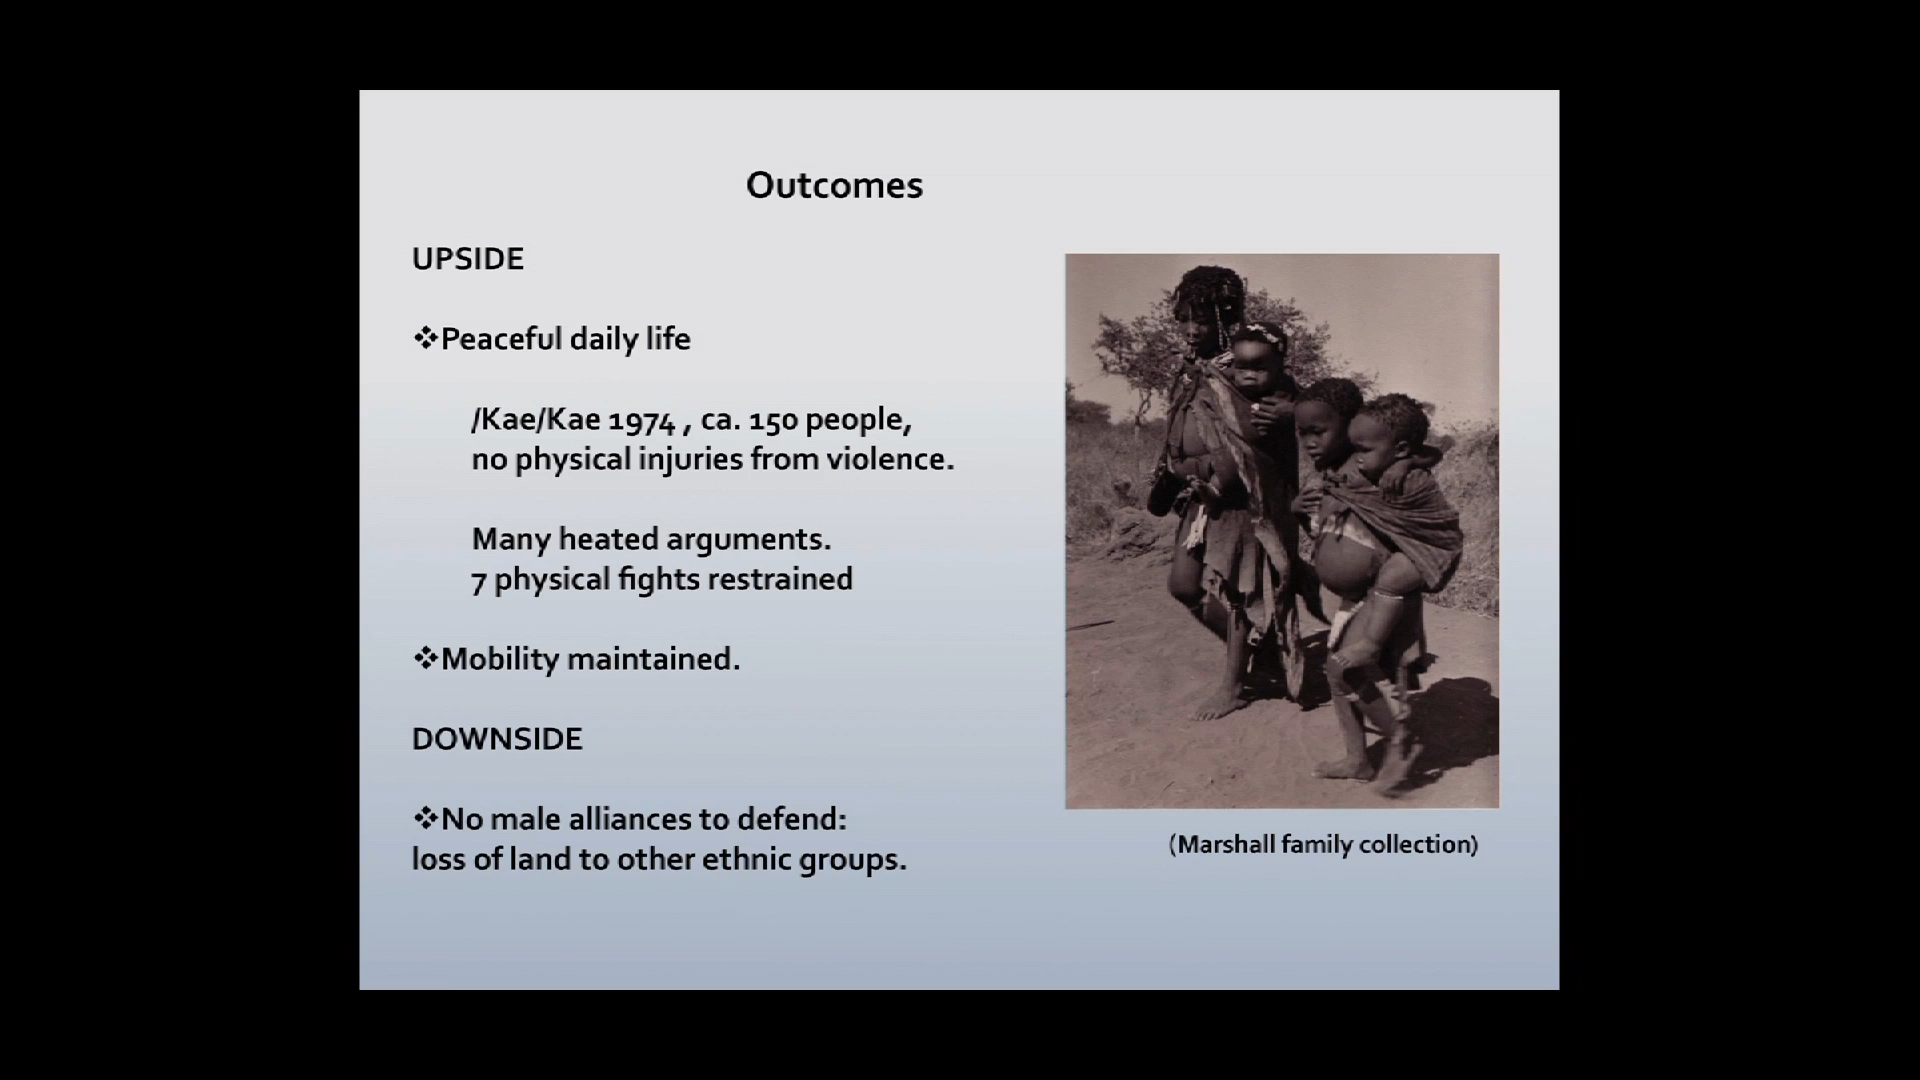 Outcomes
UPSIDE
❖Peaceful daily life
/Kae/Kae 1974 , ca. 150 people,
no physical injuries from violence.
Many heated arguments.
7 physical fights restrained
❖Mobility maintained.
DOWNSIDE
❖No male alliances to defend:
loss of land to other ethnic groups.
(Marshall family collection)